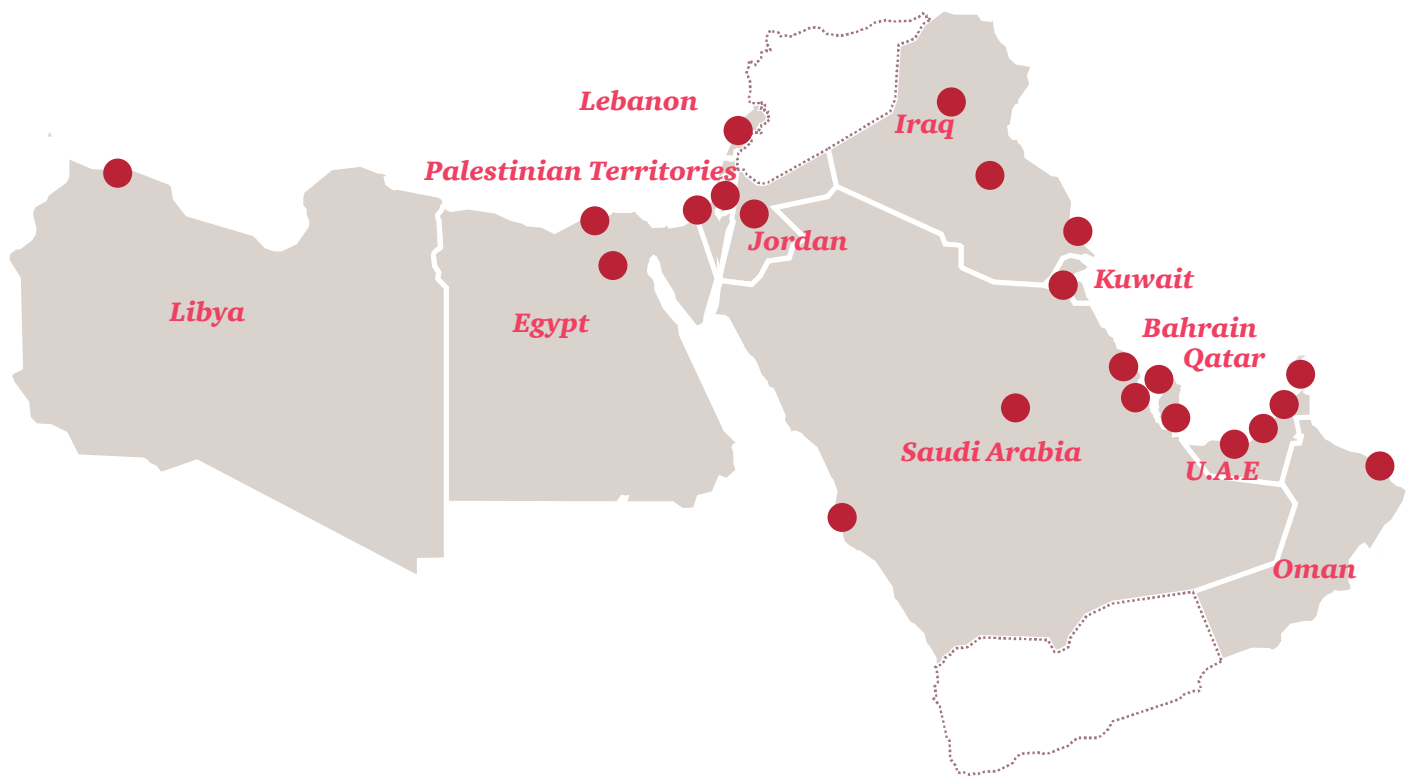 Lebanon
Iraq
Palestinian Territories
Jordan
Kuwait
Libya
Egypt
Bahrain
Qatar
Saudi Arabia
U.A.E
Oman